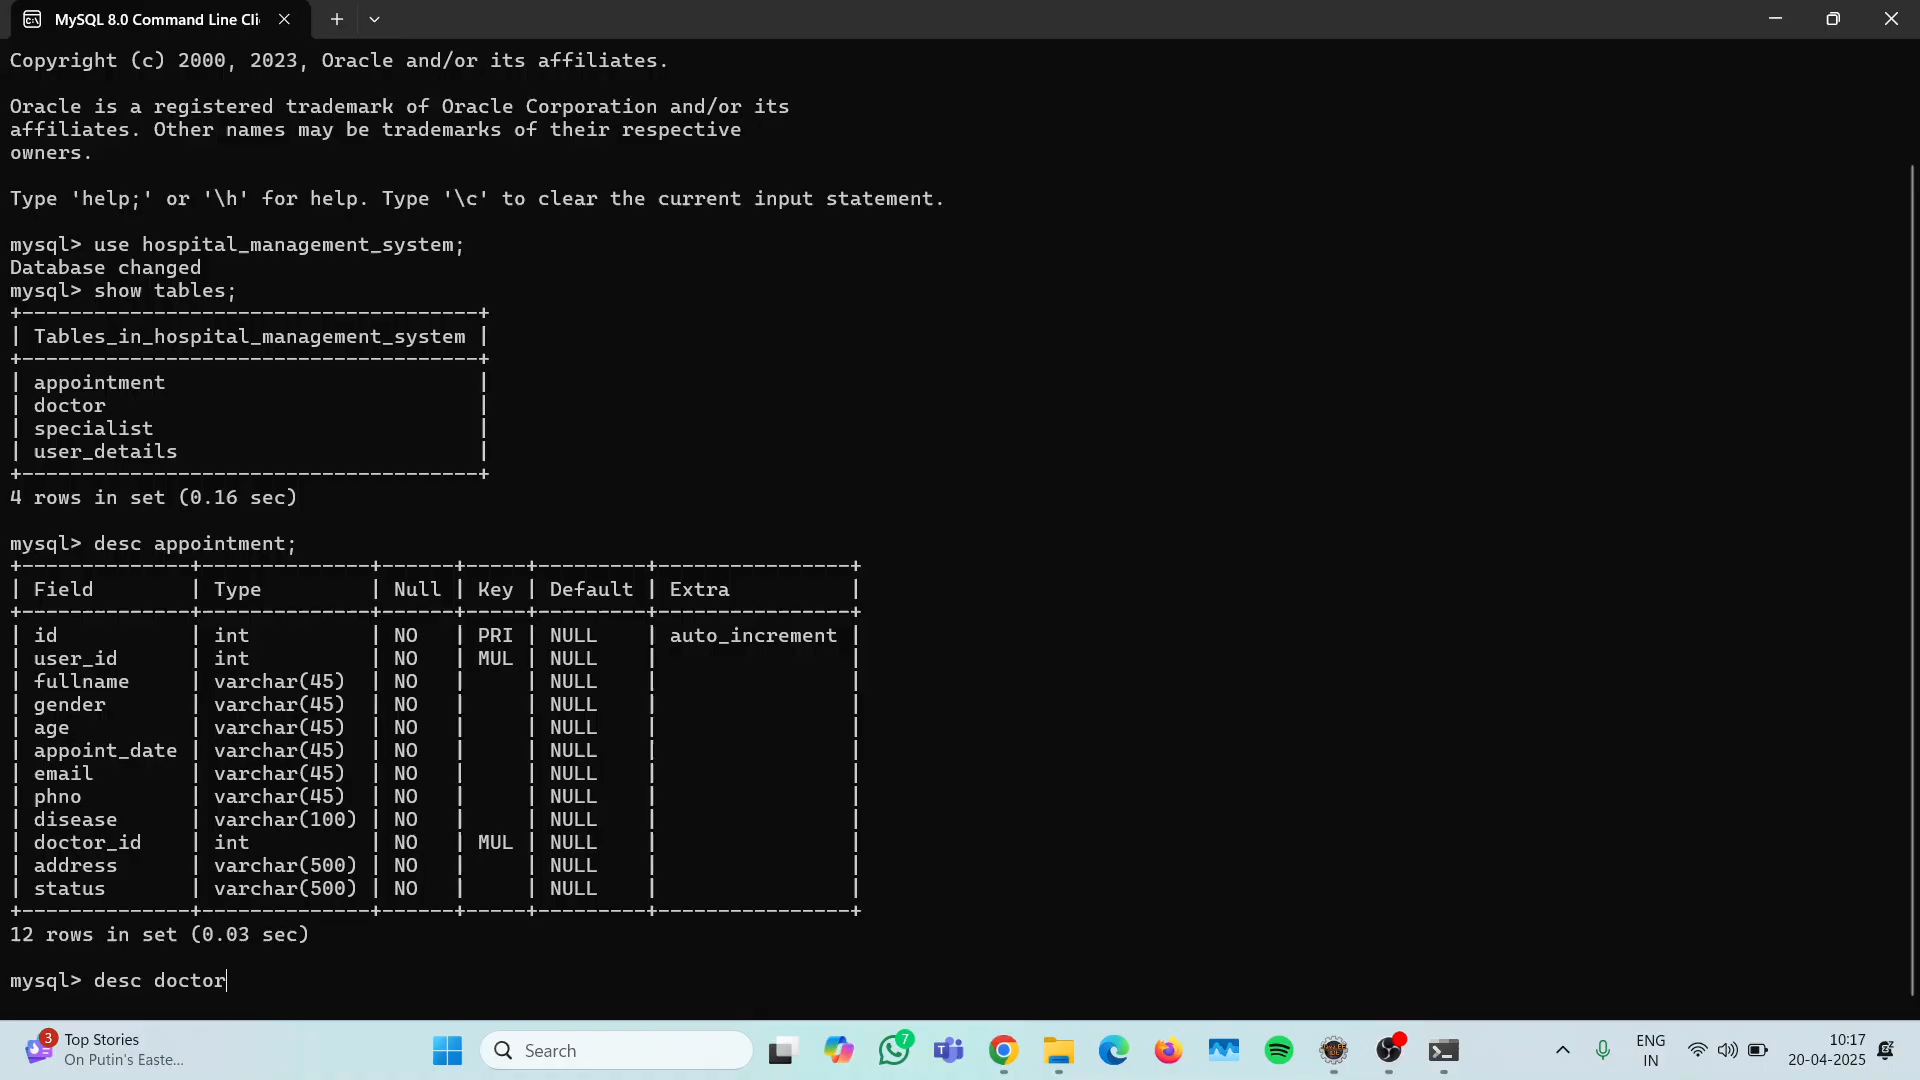 MySQL 8.0 Command Line Cli
Copyright (c) 2000, 2023, Oracle and/or its affiliates.
Oracle is a registered trademark of Oracle Corporation and/or its
affiliates. Other names may be trademarks of their respective
owners.
Type 'help;' or '\h' for help. Type '\c' to clear the current input statement.
mysql> use hospital_management_system;
Database changed
mysql> show tables;
+--------------------------------------+
| Tables_in_hospital_management_system |
+--------------------------------------+
| appointment                          |
| doctor                               |
| specialist                           |
| user_details                         |
+--------------------------------------+
4 rows in set (0.16 sec)
mysql> desc appointment;
+--------------+--------------+------+-----+---------+----------------+
| Field        | Type         | Null | Key | Default | Extra          |
+--------------+--------------+------+-----+---------+----------------+
| id           | int          | NO   | PRI | NULL    | auto_increment |
| user_id      | int          | NO   | MUL | NULL    |                |
| fullname     | varchar(45)  | NO   |     | NULL    |                |
| gender       | varchar(45)  | NO   |     | NULL    |                |
| age          | varchar(45)  | NO   |     | NULL    |                |
| appoint_date | varchar(45)  | NO   |     | NULL    |                |
| email        | varchar(45)  | NO   |     | NULL    |                |
| phno         | varchar(45)  | NO   |     | NULL    |                |
| disease      | varchar(100) | NO   |     | NULL    |                |
| doctor_id    | int          | NO   | MUL | NULL    |                |
| address      | varchar(500) | NO   |     | NULL    |                |
| status       | varchar(500) | NO   |     | NULL    |                |
+--------------+--------------+------+-----+---------+----------------+
12 rows in set (0.03 sec)
mysql> desc doctor
3
Top Stories
On Putin's Easte...
Search
7
ENG
IN
10:17
20-04-2025